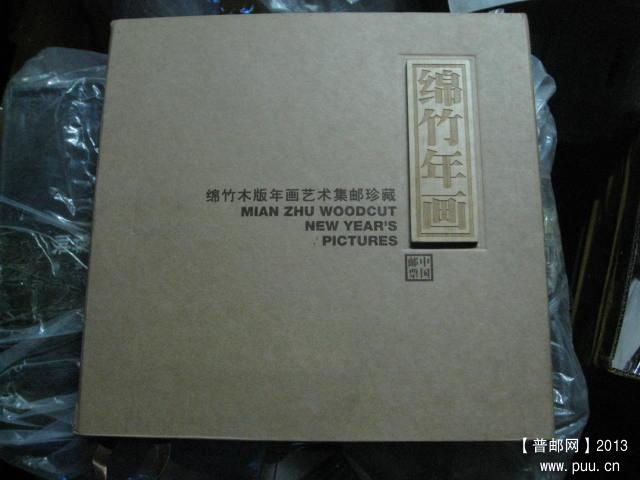 绵竹年画
绵竹木版年画艺术集邮珍藏
MIAN ZHU WOODCUT
NEW YEAR'S
PICTURES
中国
邮票
【普邮网】2013
www.puu.cn